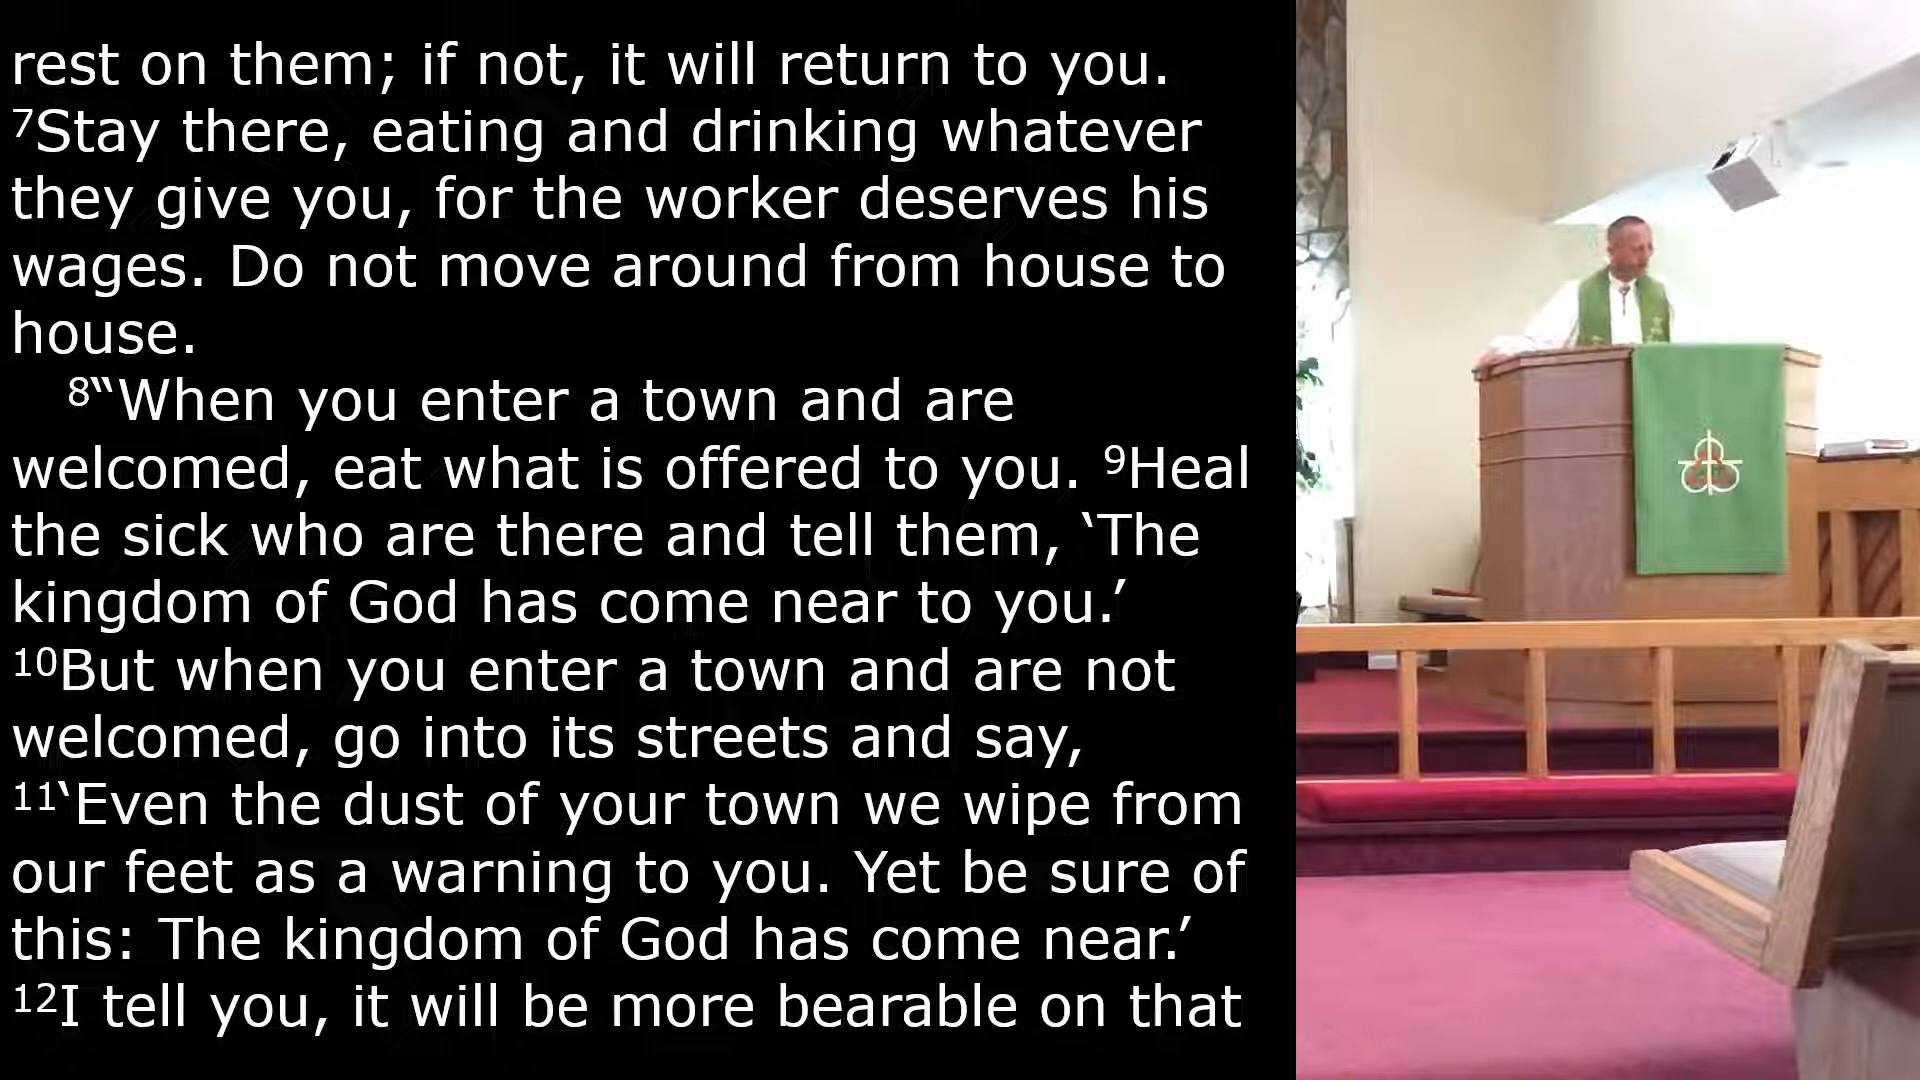 rest on them; if not, it will return to you.
⁷Stay there, eating and drinking whatever
they give you, for the worker deserves his
wages. Do not move around from house to
house.
⁸“When you enter a town and are
welcomed, eat what is offered to you. ⁹Heal
the sick who are there and tell them, ‘The
kingdom of God has come near to you.’
¹⁰But when you enter a town and are not
welcomed, go into its streets and say,
¹¹‘Even the dust of your town we wipe from
our feet as a warning to you. Yet be sure of
this: The kingdom of God has come near.’
¹²I tell you, it will be more bearable on that